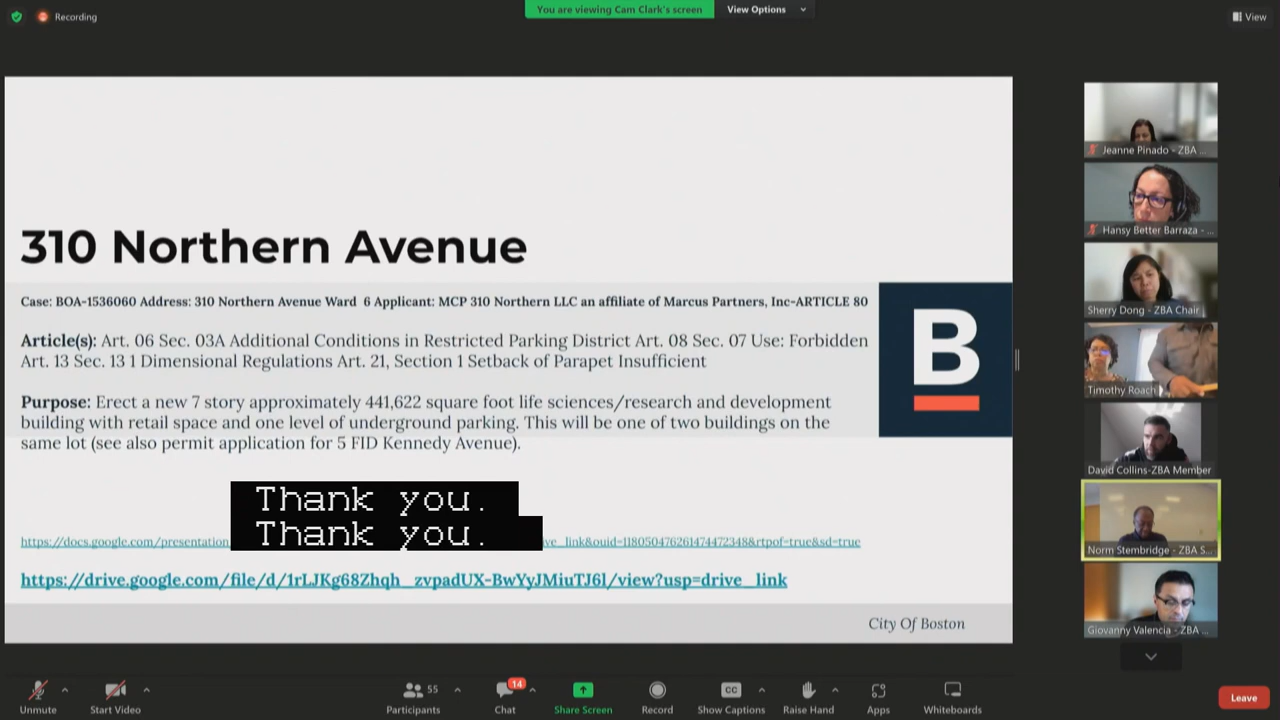 Recording
You are viewing Cam Clark's screen
View Options
View
310 Northern Avenue
Case: BOA-1536060 Address: 310 Northern Avenue Ward 6 Applicant: MCP 310 Northern LLC an affiliate of Marcus Partners, Inc-ARTICLE 80
Article(s): Art. 06 Sec. 03A Additional Conditions in Restricted Parking District Art. 08 Sec. 07 Use: Forbidden
Art. 13 Sec. 13 1 Dimensional Regulations Art. 21, Section 1 Setback of Parapet Insufficient
Purpose: Erect a new 7 story approximately 441,622 square foot life sciences/research and development
building with retail space and one level of underground parking. This will be one of two buildings on the
same lot (see also permit application for 5 FID Kennedy Avenue).
B
Thank you.
Thank you.
https://docs.google.com/presentation
ve_link&ouid=118050476261474472348&rtpof=true&sd=true
https://drive.google.com/file/d/1rLJKg68Zhqh_zvpadUX-BwYyJMiuTJ6l/view?usp=drive_link
City Of Boston
Jeanne Pinado - ZBA ...
Hansy Better Barraza - ...
Sherry Dong - ZBA Chair
Timothy Roach
David Collins-ZBA Member
Norm Stembridge - ZBA S...
Giovanny Valencia - ZBA ...
Unmute
Start Video
55
Participants
14
Chat
Share Screen
Record
CC
Show Captions
Raise Hand
Apps
Whiteboards
Leave